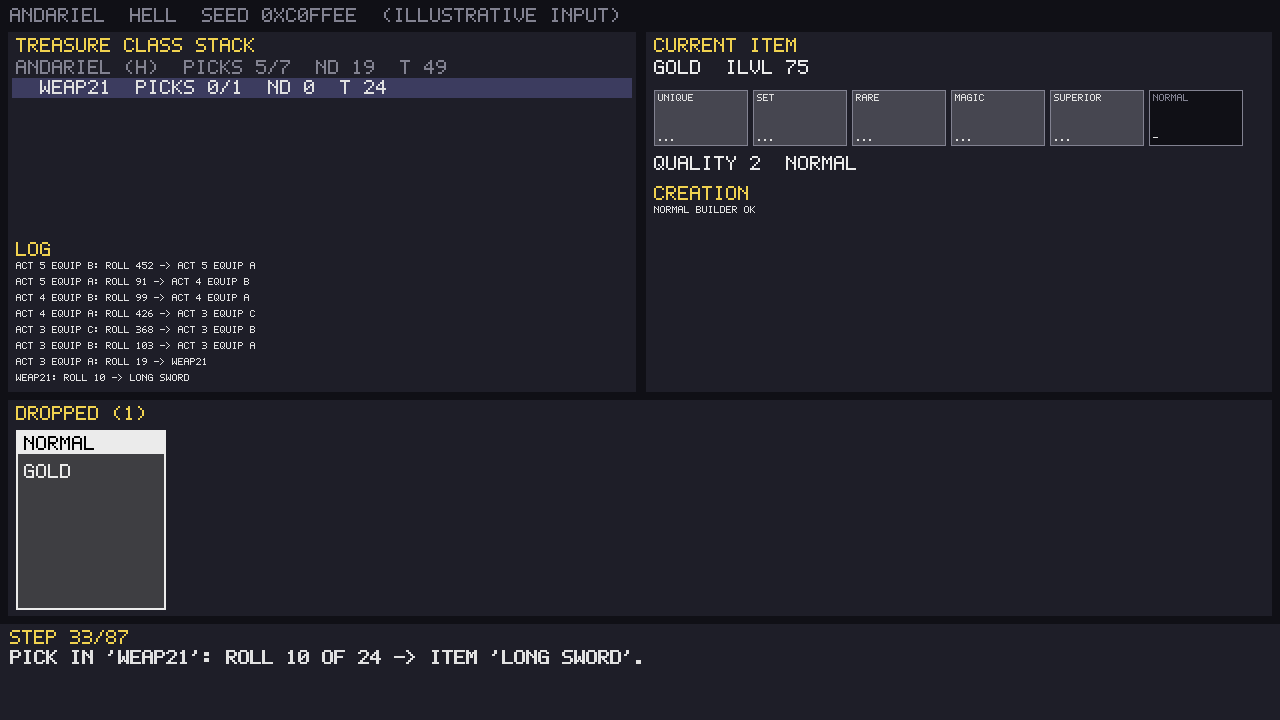 ANDARIEL  HELL  SEED 0XC0FFEE  (ILLUSTRATIVE INPUT)
TREASURE CLASS STACK
ANDARIEL (H)  PICKS 5/7  ND 19  T 49
WEAP21  PICKS 0/1  ND 0  T 24
LOG
ACT 5 EQUIP B: ROLL 452 -> ACT 5 EQUIP A
ACT 5 EQUIP A: ROLL 91 -> ACT 4 EQUIP B
ACT 4 EQUIP B: ROLL 99 -> ACT 4 EQUIP A
ACT 4 EQUIP A: ROLL 426 -> ACT 3 EQUIP C
ACT 3 EQUIP C: ROLL 368 -> ACT 3 EQUIP B
ACT 3 EQUIP B: ROLL 103 -> ACT 3 EQUIP A
ACT 3 EQUIP A: ROLL 19 -> WEAP21
WEAP21: ROLL 10 -> LONG SWORD
CURRENT ITEM
GOLD  ILVL 75
UNIQUE SET RARE MAGIC SUPERIOR NORMAL
... ... ... ... ... -
QUALITY 2  NORMAL
CREATION
NORMAL BUILDER OK
DROPPED (1)
NORMAL
GOLD
STEP 33/87
PICK IN 'WEAP21': ROLL 10 OF 24 -> ITEM 'LONG SWORD'.